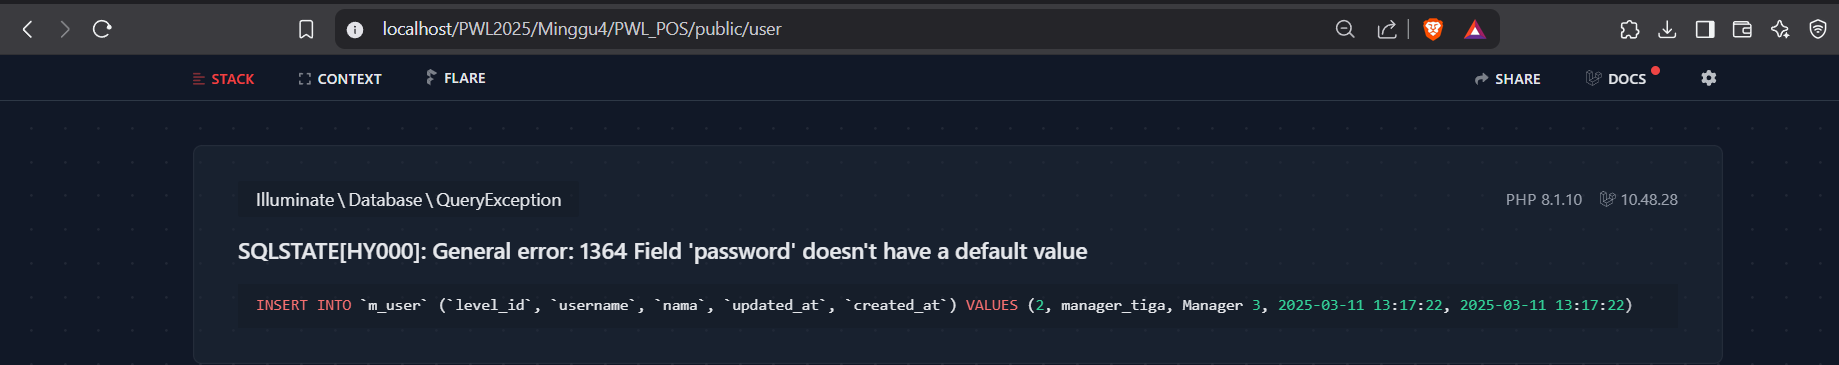 localhost/PWL2025/Minggu4/PWL_POS/public/user
STACK CONTEXT FLARE SHARE DOCS
Illuminate\Database\QueryException PHP 8.1.10 10.48.28
SQLSTATE[HY000]: General error: 1364 Field 'password' doesn't have a default value
INSERT INTO `m_user` (`level_id`, `username`, `nama`, `updated_at`, `created_at`) VALUES (2, manager_tiga, Manager 3, 2025-03-11 13:17:22, 2025-03-11 13:17:22)